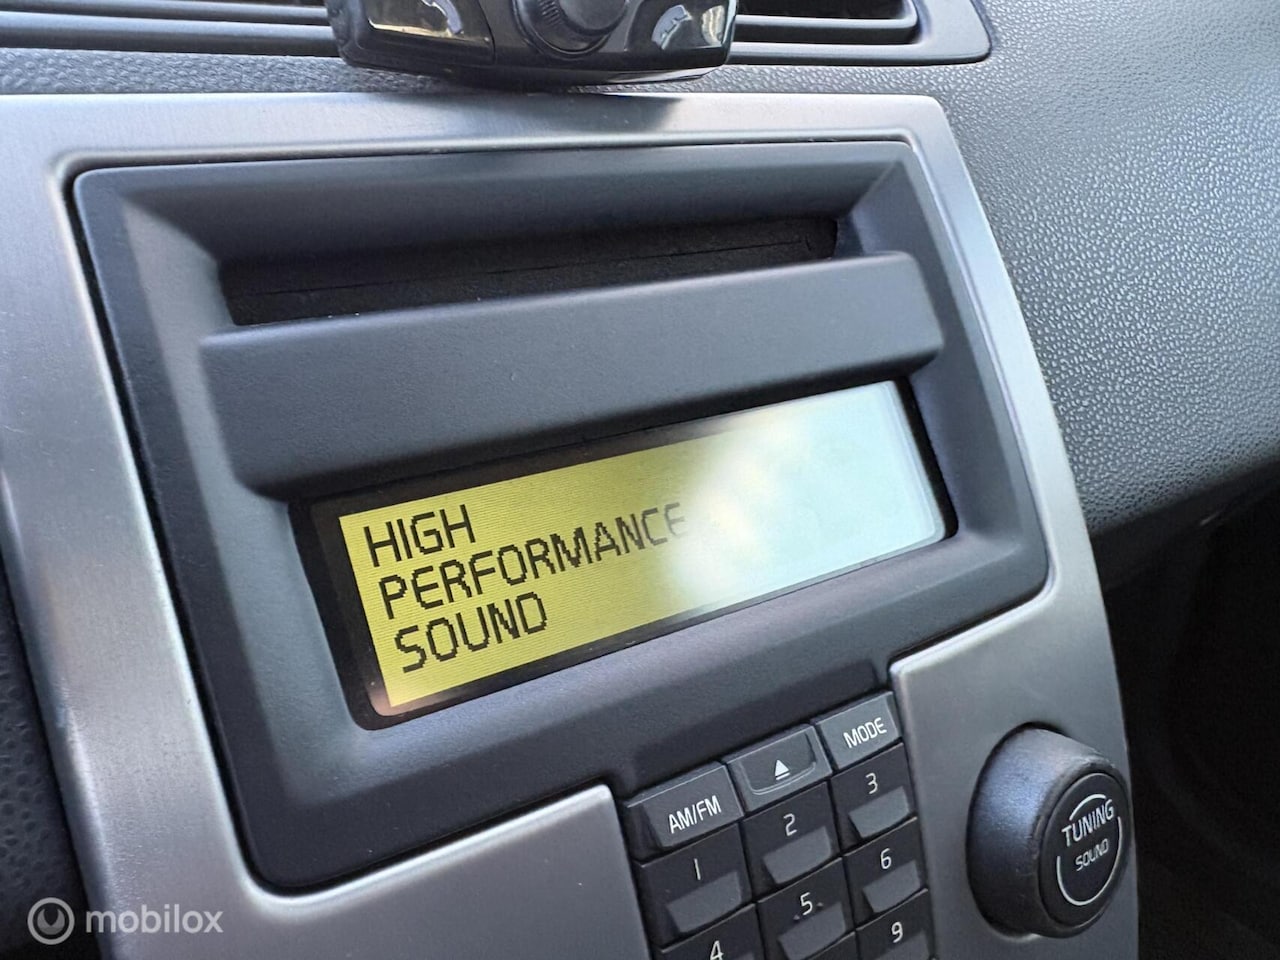 HIGH
PERFORMANCE
SOUND
MODE
AM/FM
3
2
1
6
5
4
9
TUNING
SOUND
mobilox